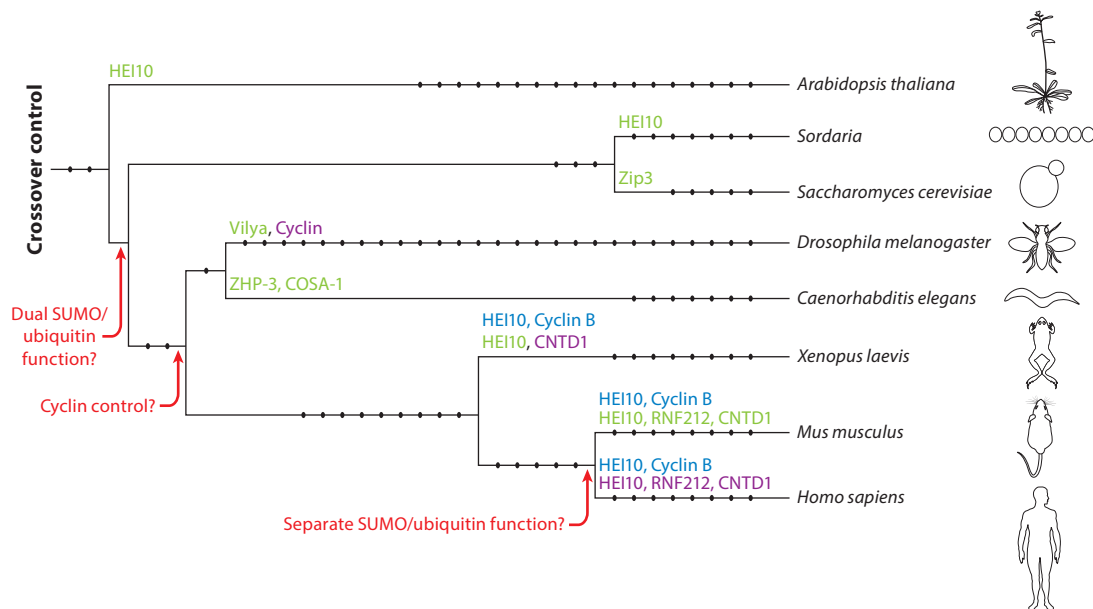 Crossover control
HEI10
Arabidopsis thaliana
HEI10
Sordaria
Zip3
Saccharomyces cerevisiae
Vilya, Cyclin
Drosophila melanogaster
ZHP-3, COSA-1
Caenorhabditis elegans
Dual SUMO/
ubiquitin
function?
HEI10, Cyclin B
HEI10, CNTD1
Xenopus laevis
Cyclin control?
HEI10, Cyclin B
HEI10, RNF212, CNTD1
Mus musculus
HEI10, Cyclin B
HEI10, RNF212, CNTD1
Homo sapiens
Separate SUMO/ubiquitin function?